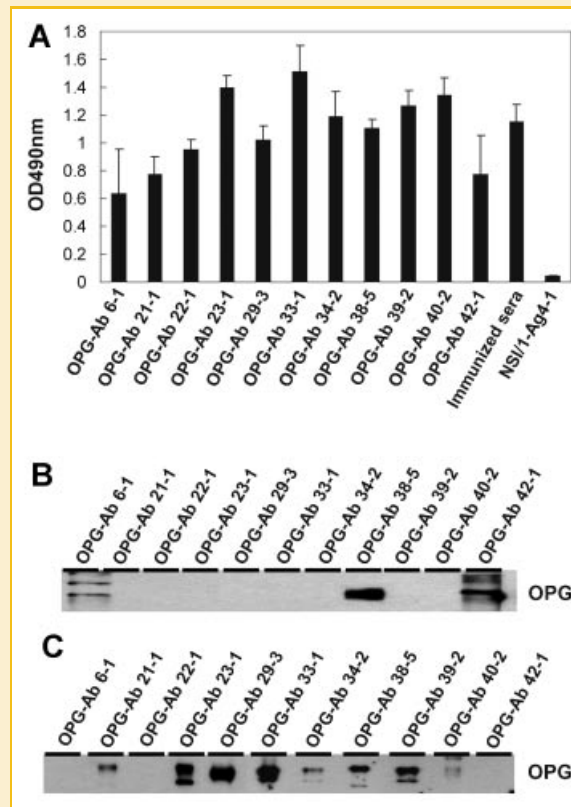 A
1.8
1.6
1.4
1.2
1
0.8
0.6
0.4
0.2
0
OD490nm
OPG-Ab 6-1
OPG-Ab 21-1
OPG-Ab 22-1
OPG-Ab 23-1
OPG-Ab 29-3
OPG-Ab 33-1
OPG-Ab 34-2
OPG-Ab 38-5
OPG-Ab 39-2
OPG-Ab 40-2
OPG-Ab 42-1
Immunized sera
NSI/1-Ag4-1
B
OPG-Ab 6-1
OPG-Ab 21-1
OPG-Ab 22-1
OPG-Ab 23-1
OPG-Ab 29-3
OPG-Ab 33-1
OPG-Ab 34-2
OPG-Ab 38-5
OPG-Ab 39-2
OPG-Ab 40-2
OPG-Ab 42-1
OPG
C
OPG-Ab 6-1
OPG-Ab 21-1
OPG-Ab 22-1
OPG-Ab 23-1
OPG-Ab 29-3
OPG-Ab 33-1
OPG-Ab 34-2
OPG-Ab 38-5
OPG-Ab 39-2
OPG-Ab 40-2
OPG-Ab 42-1
OPG